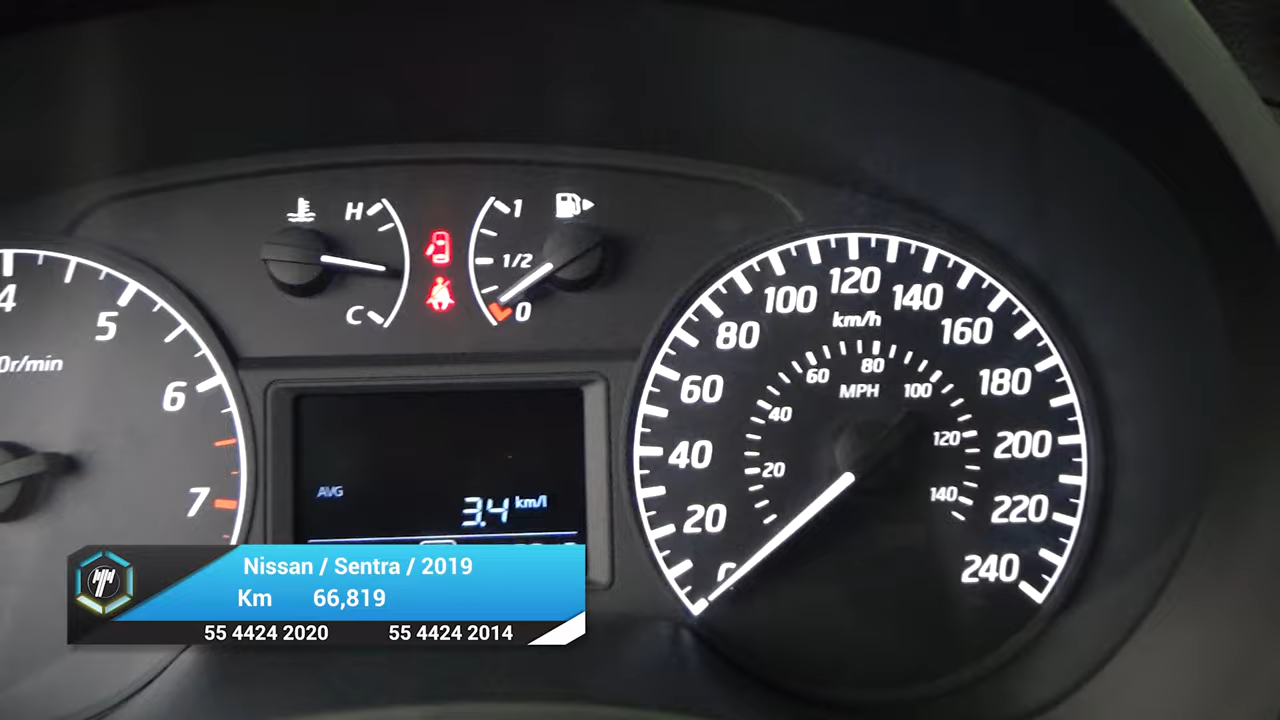 H
1
1/2
C
0
4
5
6
7
0r/min
AVG
3.4 km/l
0
20
40
60
80
100
120
140
160
180
200
220
240
km/h
20
40
60
80
100
120
140
MPH
Nissan / Sentra / 2019
Km 66,819
55 4424 2020 55 4424 2014